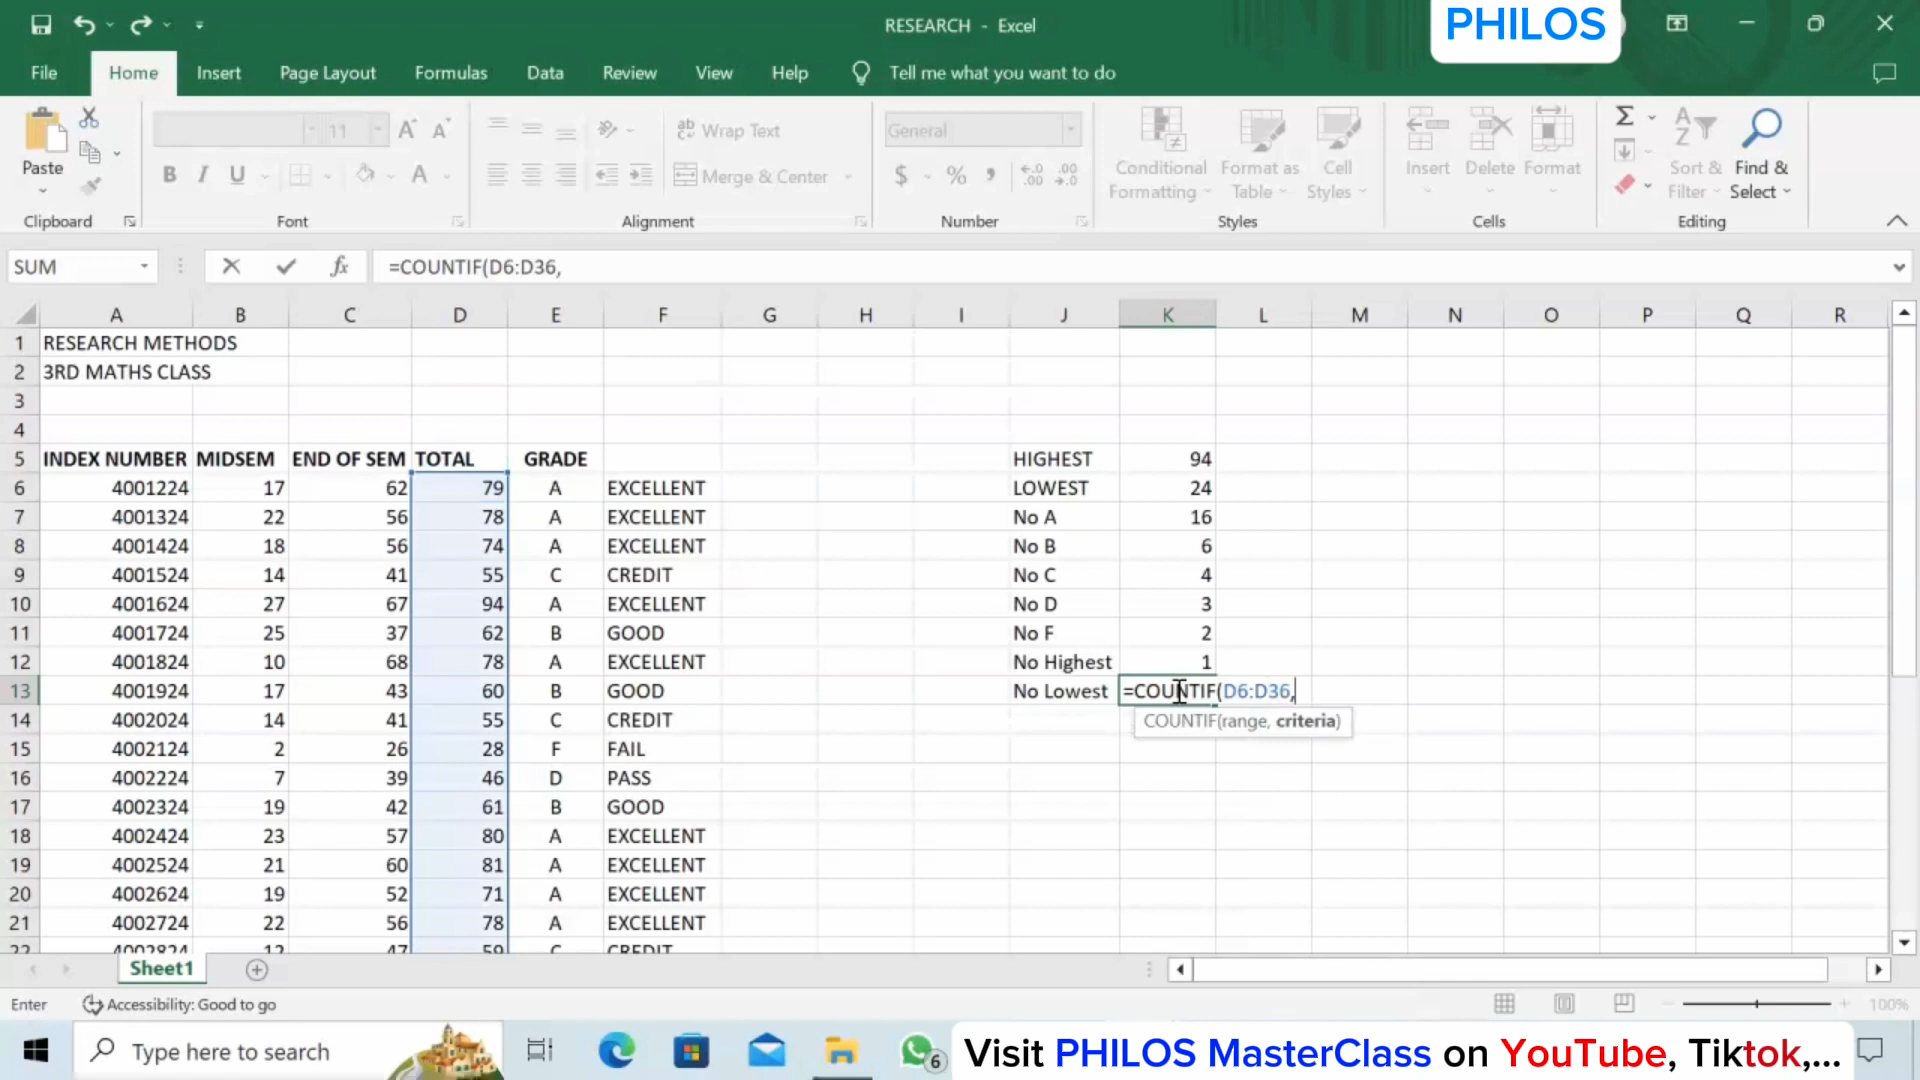 RESEARCH - Excel
PHILOS
File Home Insert Page Layout Formulas Data Review View Help Tell me what you want to do
Paste
Clipboard
11
B I U
Font
Wrap Text
Merge & Center
Alignment
General
$ % ,
Number
Conditional Formatting
Format as Table
Cell Styles
Styles
Insert Delete Format
Cells
Sort & Filter
Find & Select
Editing
SUM fx =COUNTIF(D6:D36,
A B C D E F G H I J K L M N O P Q R
1 RESEARCH METHODS
2 3RD MATHS CLASS
3
4
5 INDEX NUMBER MIDSEM END OF SEM TOTAL GRADE HIGHEST 94
6 4001224 17 62 79 A EXCELLENT LOWEST 24
7 4001324 22 56 78 A EXCELLENT No A 16
8 4001424 18 56 74 A EXCELLENT No B 6
9 4001524 14 41 55 C CREDIT No C 4
10 4001624 27 67 94 A EXCELLENT No D 3
11 4001724 25 37 62 B GOOD No F 2
12 4001824 10 68 78 A EXCELLENT No Highest 1
13 4001924 17 43 60 B GOOD No Lowest =COUNTIF(D6:D36,
14 4002024 14 41 55 C CREDIT COUNTIF(range, criteria)
15 4002124 2 26 28 F FAIL
16 4002224 7 39 46 D PASS
17 4002324 19 42 61 B GOOD
18 4002424 23 57 80 A EXCELLENT
19 4002524 21 60 81 A EXCELLENT
20 4002624 19 52 71 A EXCELLENT
21 4002724 22 56 78 A EXCELLENT
22 4002824 12 47 59 C CREDIT
Sheet1
Enter Accessibility: Good to go 100%
Type here to search 6 Visit PHILOS MasterClass on YouTube, Tiktok,...